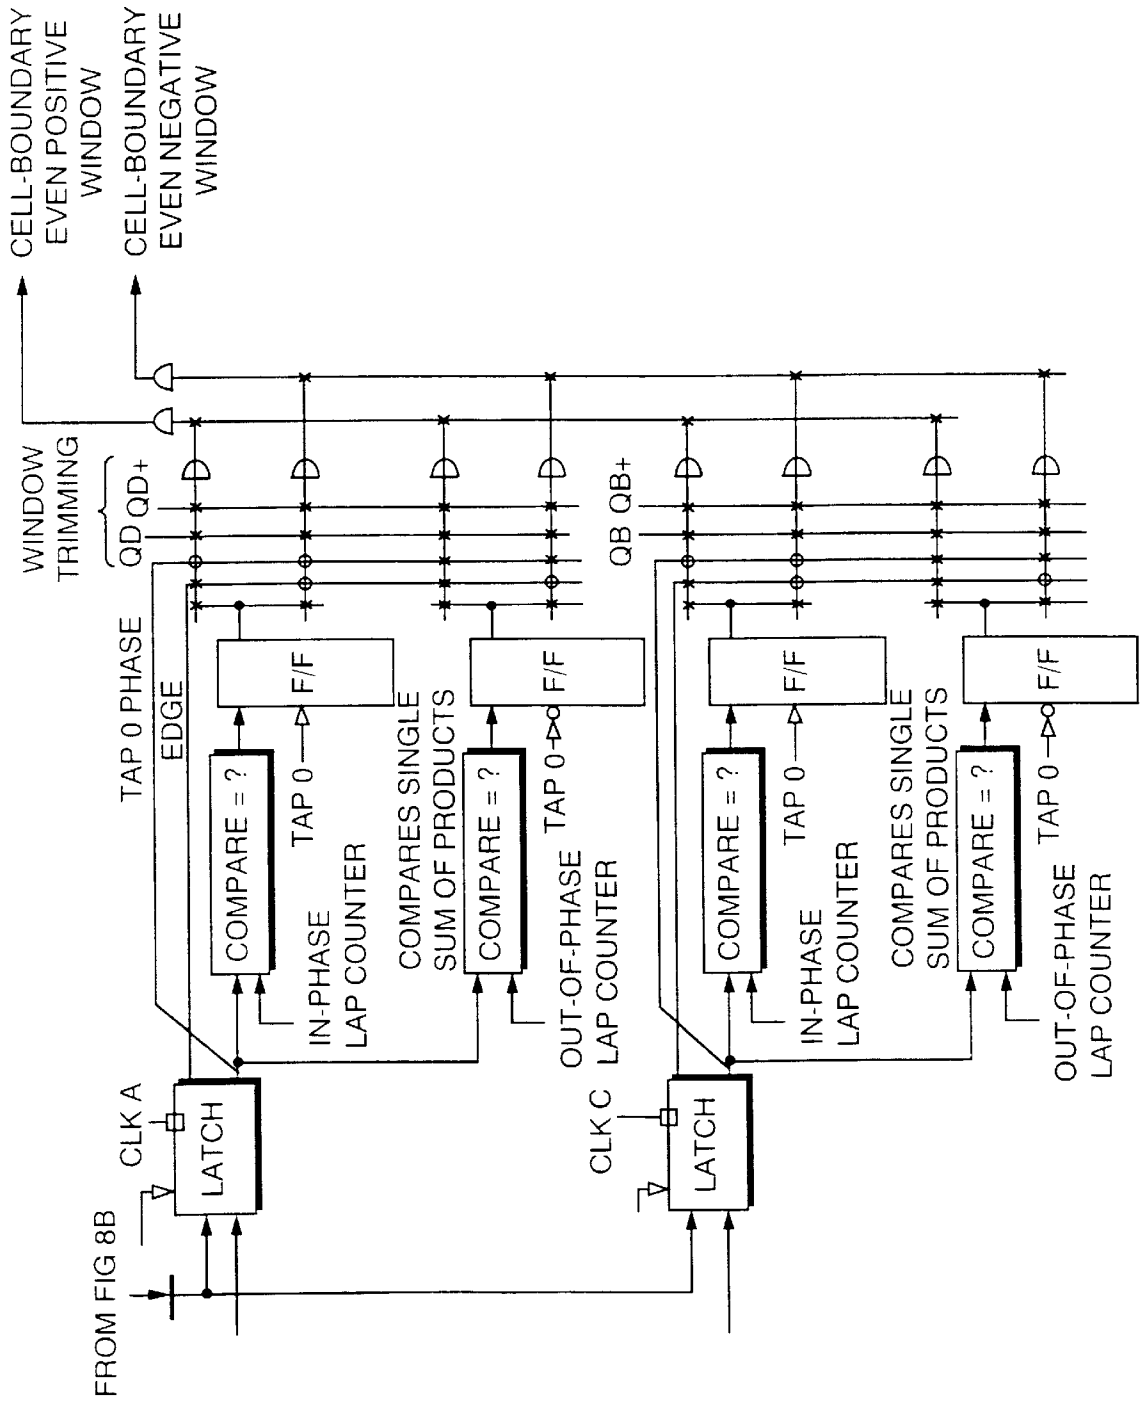 CELL-BOUNDARY
EVEN POSITIVE
WINDOW
CELL-BOUNDARY
EVEN NEGATIVE
WINDOW
WINDOW
TRIMMING
QD QD+
QB QB+
TAP 0 PHASE
EDGE
F/F
TAP 0
COMPARE = ?
IN-PHASE
LAP COUNTER
COMPARES SINGLE
SUM OF PRODUCTS
F/F
TAP 0
COMPARE = ?
OUT-OF-PHASE
LAP COUNTER
F/F
TAP 0
COMPARE = ?
IN-PHASE
LAP COUNTER
COMPARES SINGLE
SUM OF PRODUCTS
F/F
TAP 0
COMPARE = ?
OUT-OF-PHASE
LAP COUNTER
CLK A
LATCH
CLK C
LATCH
FROM FIG 8B